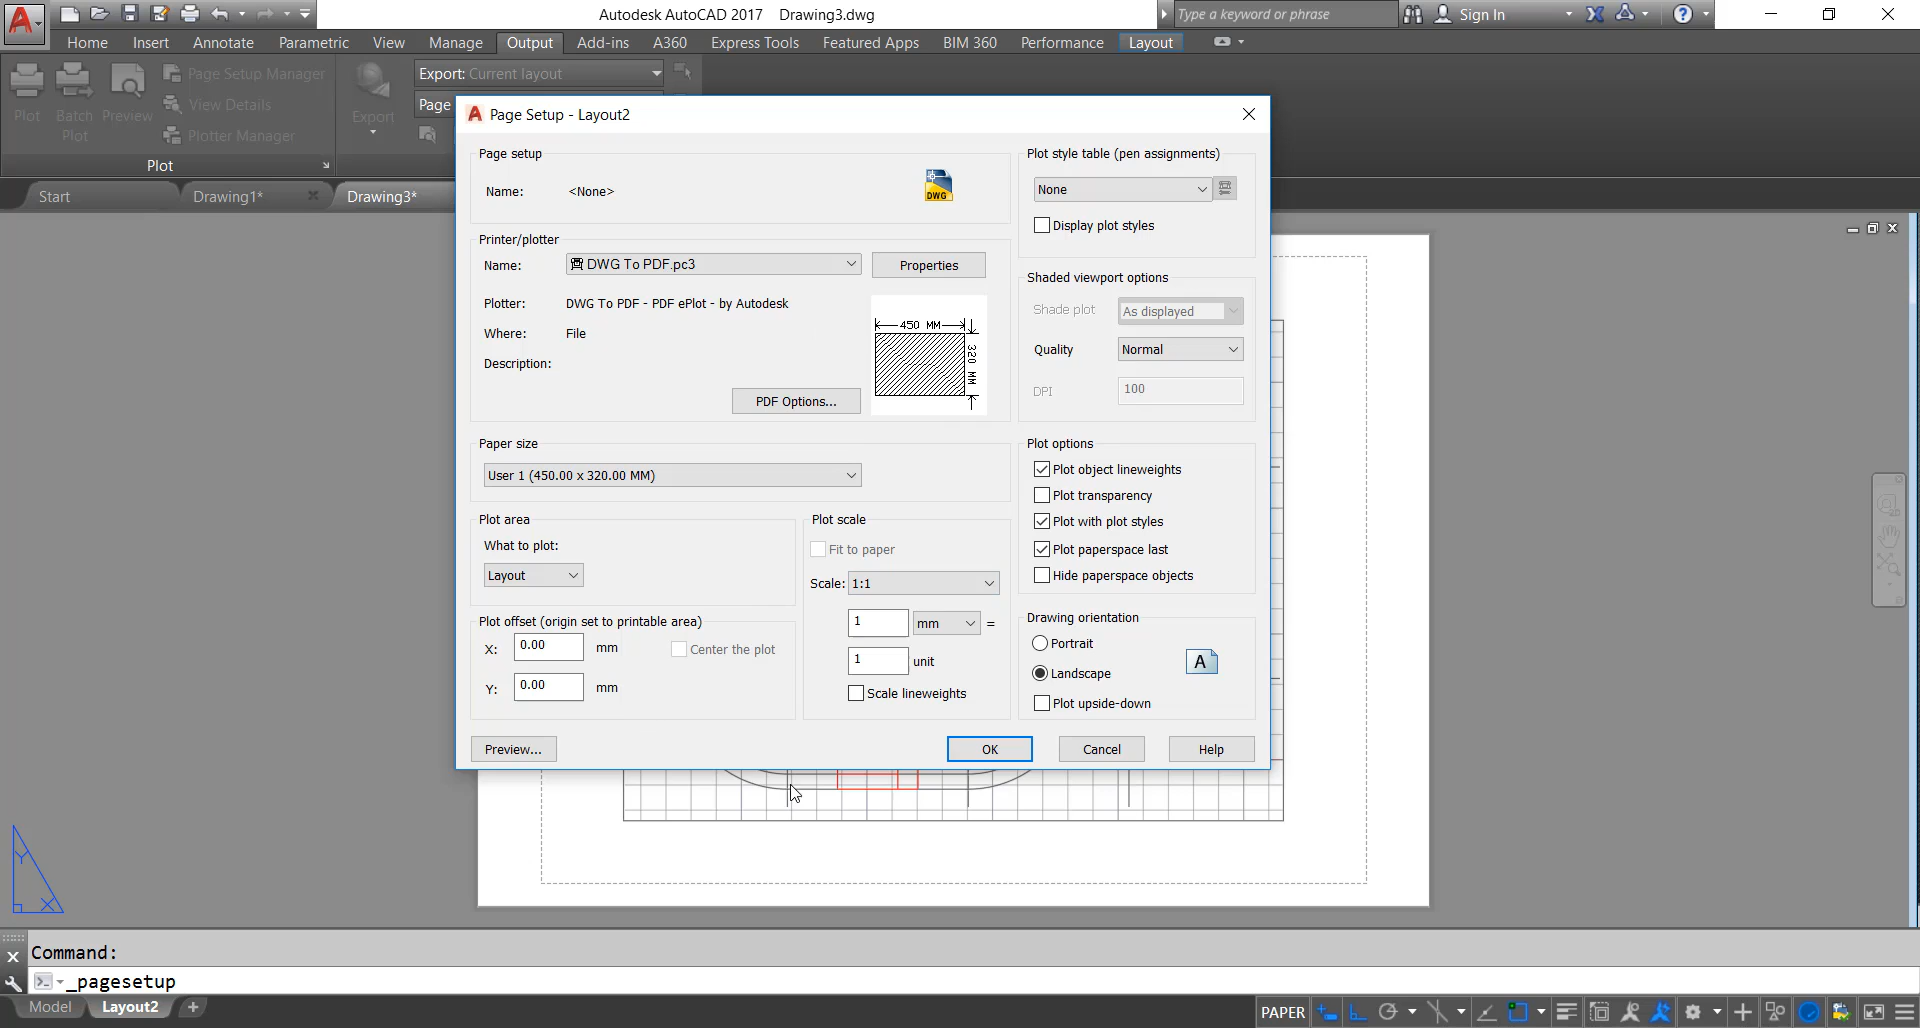 Autodesk AutoCAD 2017 Drawing3.dwg
Type a keyword or phrase
Sign In
Home Insert Annotate Parametric View Manage Output Add-ins A360 Express Tools Featured Apps BIM 360 Performance Layout
Plot
Batch Plot
Preview
Page Setup Manager
View Details
Plotter Manager
Plot
Export
Export: Current layout
Page
Start Drawing1* Drawing3*
Page Setup - Layout2
Page setup
Name: <None>
DWG
Printer/plotter
Name: DWG To PDF.pc3
Properties
Plotter: DWG To PDF - PDF ePlot - by Autodesk
Where: File
Description:
450 MM
320 MM
PDF Options...
Paper size
User 1 (450.00 x 320.00 MM)
Plot area
What to plot:
Layout
Plot offset (origin set to printable area)
X: 0.00 mm
Center the plot
Y: 0.00 mm
Plot scale
Fit to paper
Scale: 1:1
1 mm =
1 unit
Scale lineweights
Plot style table (pen assignments)
None
Display plot styles
Shaded viewport options
Shade plot As displayed
Quality Normal
DPI 100
Plot options
Plot object lineweights
Plot transparency
Plot with plot styles
Plot paperspace last
Hide paperspace objects
Drawing orientation
Portrait
Landscape
A
Plot upside-down
Preview...
OK
Cancel
Help
Y
X
Command:
_pagesetup
Model Layout2 +
PAPER